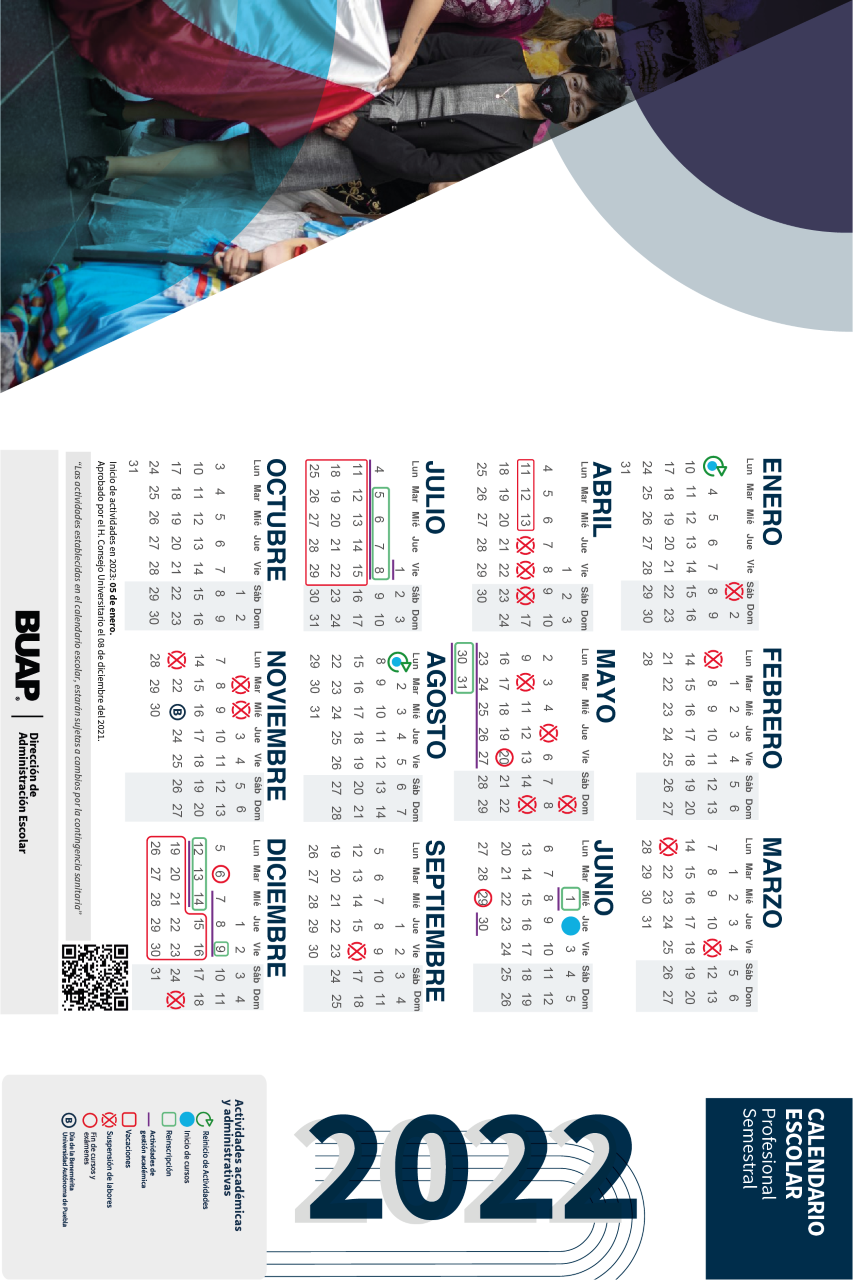 CALENDARIO
ESCOLAR
Profesional
Semestral
2022
ENERO
Lun Mar Mié Jue Vie Sáb Dom
2
4 5 6 7 8 9
10 11 12 13 14 15 16
17 18 19 20 21 22 23
24 25 26 27 28 29 30
31
FEBRERO
Lun Mar Mié Jue Vie Sáb Dom
1 2 3 4 5 6
8 9 10 11 12 13
14 15 16 17 18 19 20
21 22 23 24 25 26 27
28
MARZO
Lun Mar Mié Jue Vie Sáb Dom
1 2 3 4 5 6
7 8 9 10 12 13
14 15 16 17 18 19 20
22 23 24 25 26 27
28 29 30 31
ABRIL
Lun Mar Mié Jue Vie Sáb Dom
1 2 3
4 5 6 7 8 9 10
11 12 13 17
18 19 20 21 22 23 24
25 26 27 28 29 30
MAYO
Lun Mar Mié Jue Vie Sáb Dom
2 3 4 6 7 8
9 11 12 13 14
16 17 18 19 20 21 22
23 24 25 26 27 28 29
30 31
JUNIO
Lun Mar Mié Jue Vie Sáb Dom
1 3 4 5
6 7 8 9 10 11 12
13 14 15 16 17 18 19
20 21 22 23 24 25 26
27 28 29 30
JULIO
Lun Mar Mié Jue Vie Sáb Dom
1 2 3
4 5 6 7 8 9 10
11 12 13 14 15 16 17
18 19 20 21 22 23 24
25 26 27 28 29 30 31
AGOSTO
Lun Mar Mié Jue Vie Sáb Dom
2 3 4 5 6 7
8 9 10 11 12 13 14
15 16 17 18 19 20 21
22 23 24 25 26 27 28
29 30 31
SEPTIEMBRE
Lun Mar Mié Jue Vie Sáb Dom
1 2 3 4
5 6 7 8 9 10 11
12 13 14 15 17 18
19 20 21 22 23 24 25
26 27 28 29 30
OCTUBRE
Lun Mar Mié Jue Vie Sáb Dom
1 2
3 4 5 6 7 8 9
10 11 12 13 14 15 16
17 18 19 20 21 22 23
24 25 26 27 28 29 30
31
NOVIEMBRE
Lun Mar Mié Jue Vie Sáb Dom
3 4 5 6
7 8 9 10 11 12 13
14 15 16 17 18 19 20
22 B 24 25 26 27
28 29 30
DICIEMBRE
Lun Mar Mié Jue Vie Sáb Dom
1 2 3 4
5 6 7 8 9 10 11
12 13 14 15 16 17 18
19 20 21 22 23 24
26 27 28 29 30 31
Inicio de actividades en 2023: 05 de enero.
Aprobado por el H. Consejo Universitario el 08 de diciembre del 2021.
"Las actividades establecidas en el calendario escolar, estarán sujetas a cambios por la contingencia sanitaria"
BUAP®
Dirección de
Administración Escolar
Actividades académicas
y administrativas
Reinicio de Actividades
Inicio de cursos
Reinscripción
Actividades de
gestión académica
Vacaciones
Suspensión de labores
Fin de cursos y
exámenes
B Día de la Benemérita
Universidad Autónoma de Puebla